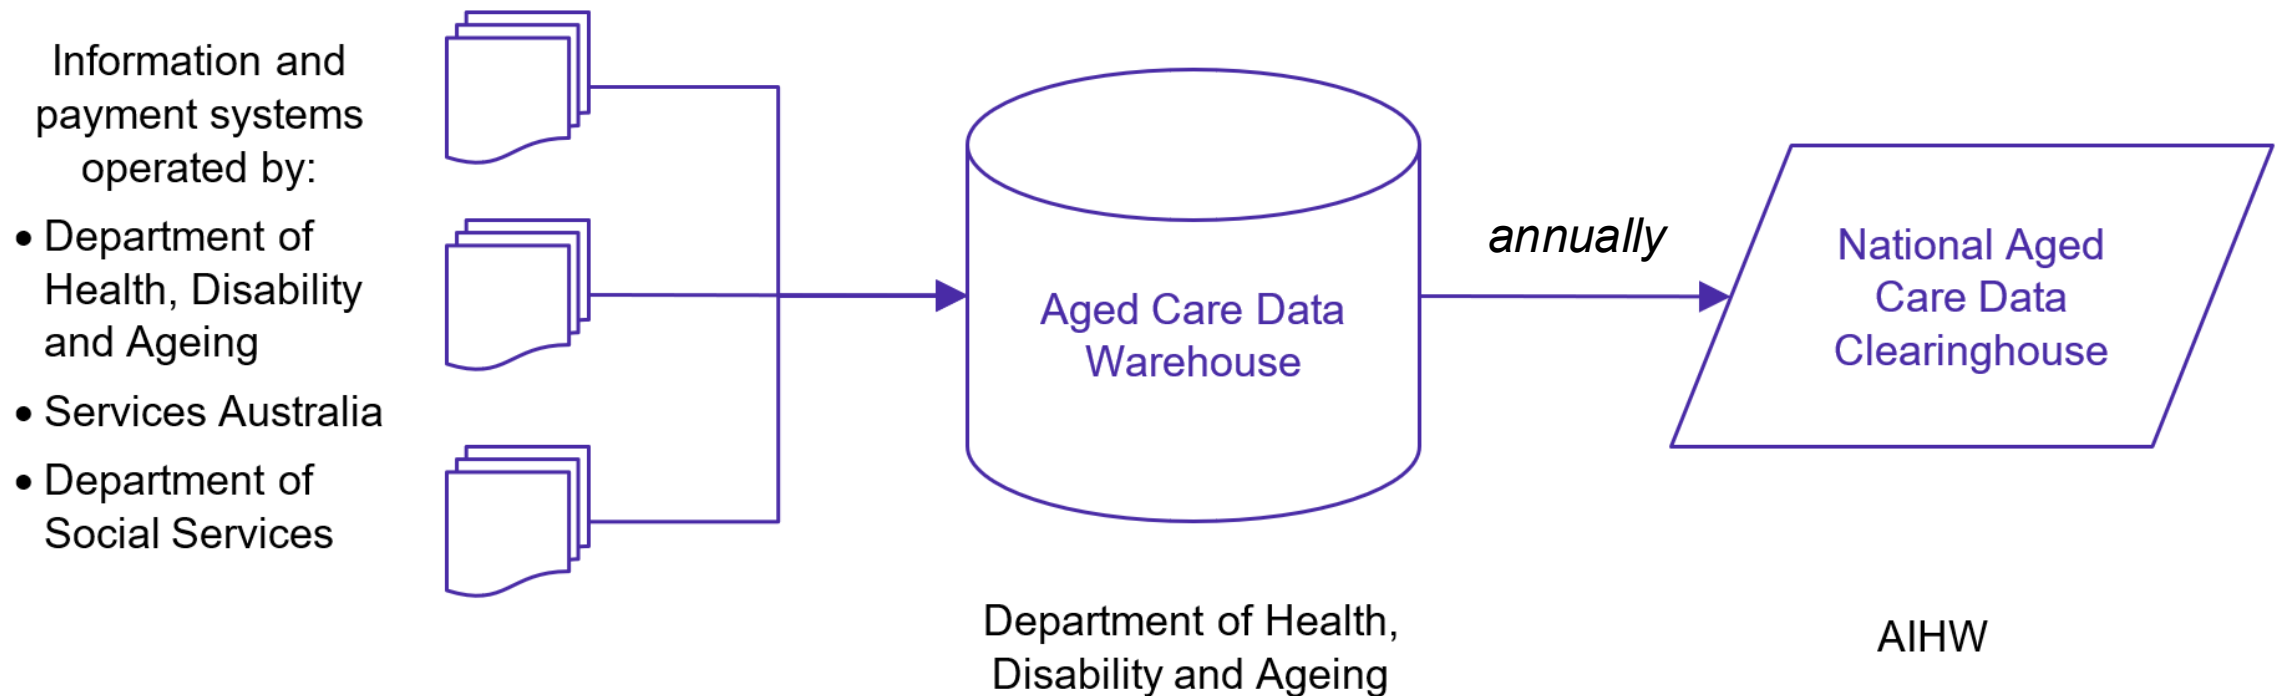 Information and
payment systems
operated by:
• Department of
Health, Disability
and Ageing
• Services Australia
• Department of
Social Services
Aged Care Data
Warehouse
Department of Health,
Disability and Ageing
annually
National Aged
Care Data
Clearinghouse
AIHW